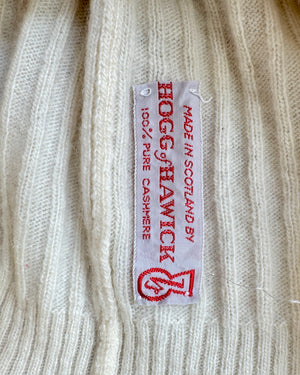 MADE IN SCOTLAND BY
HOGG of HAWICK
100% PURE CASHMERE